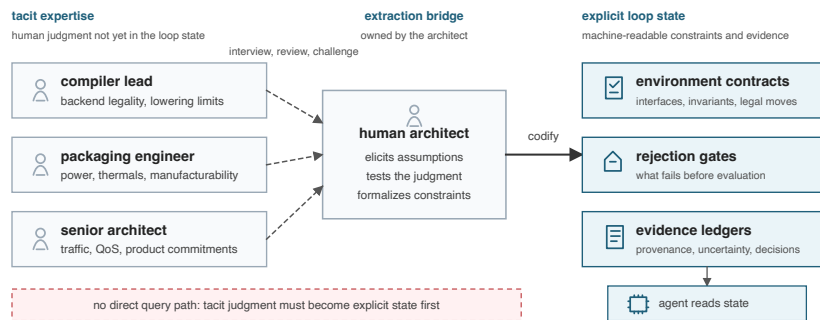 tacit expertise
human judgment not yet in the loop state
extraction bridge
owned by the architect
explicit loop state
machine-readable constraints and evidence
interview, review, challenge
compiler lead
backend legality, lowering limits
packaging engineer
power, thermals, manufacturability
senior architect
traffic, QoS, product commitments
human architect
elicits assumptions
tests the judgment
formalizes constraints
codify
environment contracts
interfaces, invariants, legal moves
rejection gates
what fails before evaluation
evidence ledgers
provenance, uncertainty, decisions
no direct query path: tacit judgment must become explicit state first
agent reads state